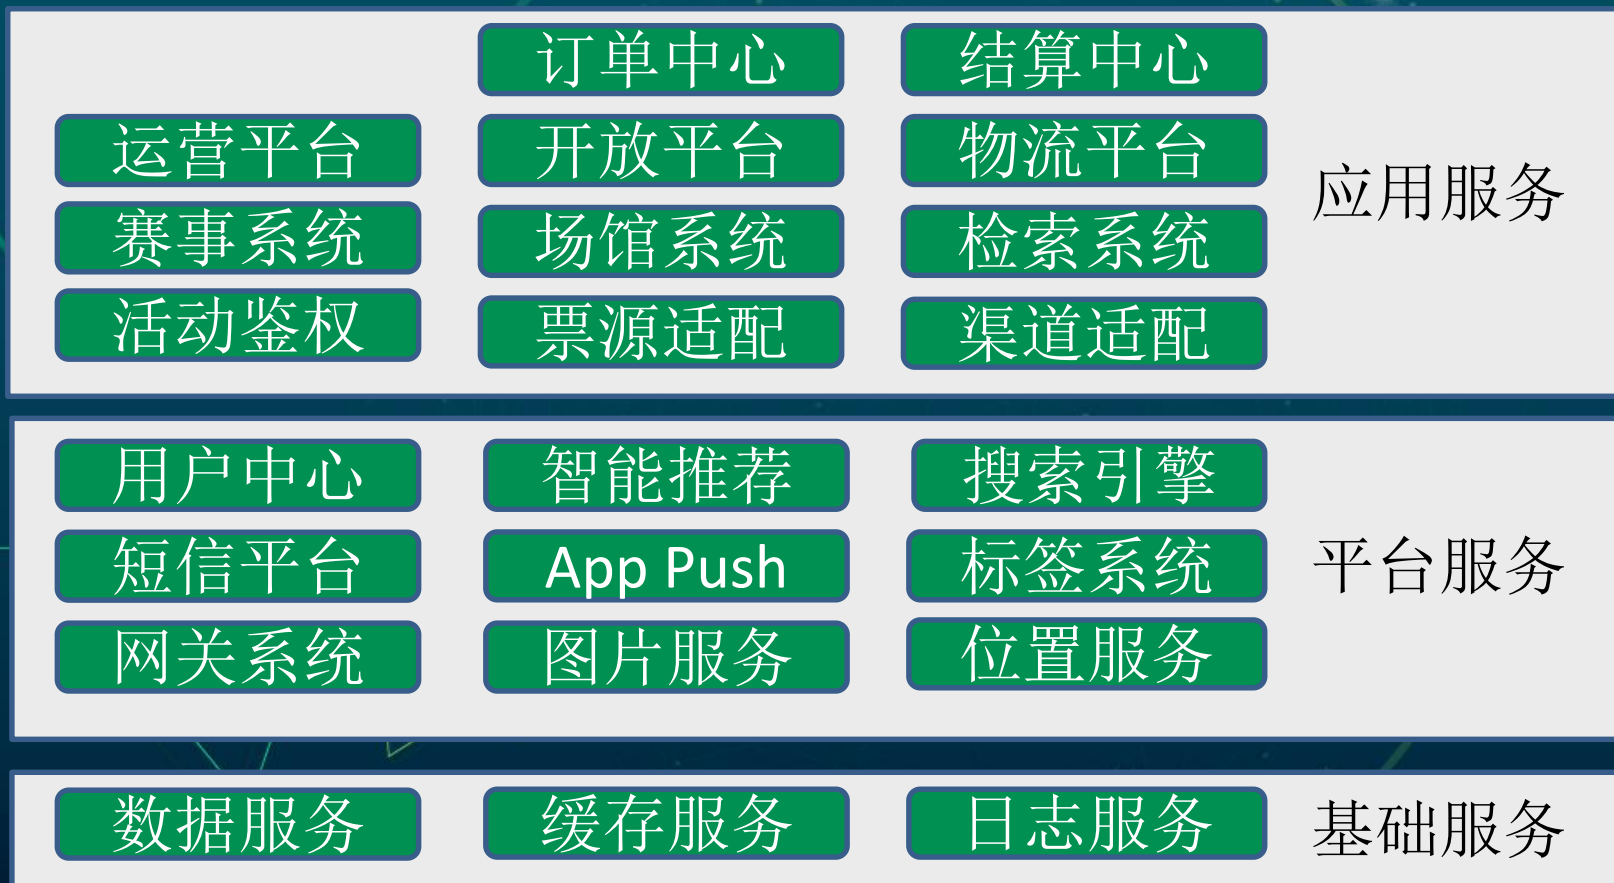 订单中心
结算中心
运营平台
开放平台
物流平台
赛事系统
场馆系统
检索系统
活动鉴权
票源适配
渠道适配
应用服务
用户中心
智能推荐
搜索引擎
短信平台
App Push
标签系统
网关系统
图片服务
位置服务
平台服务
数据服务
缓存服务
日志服务
基础服务